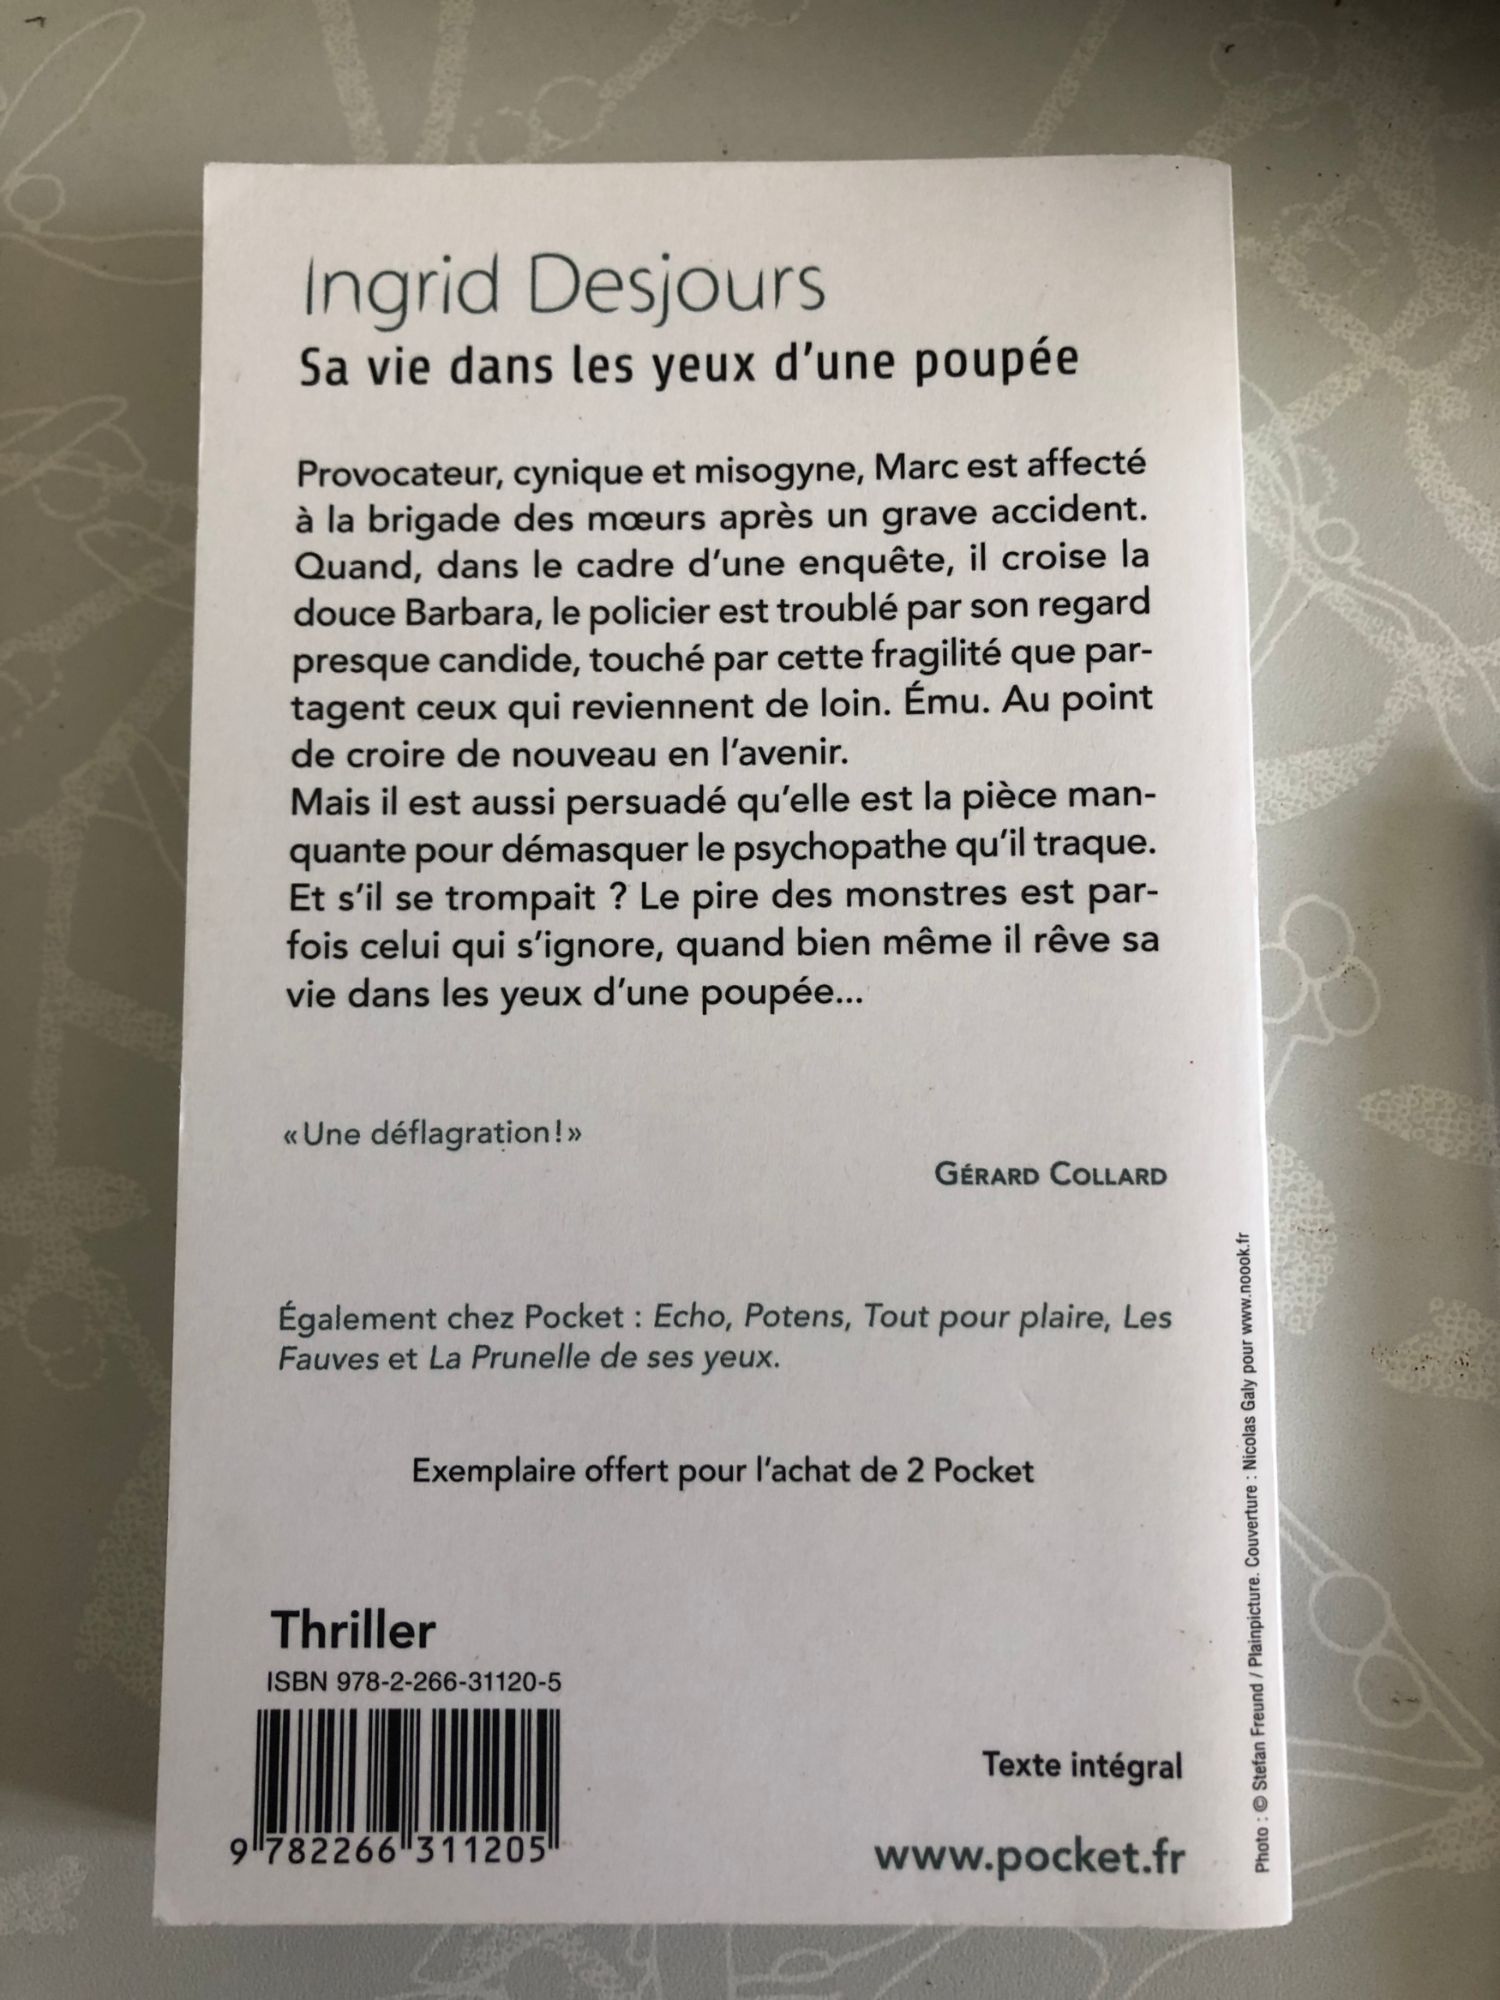 Ingrid Desjours
Sa vie dans les yeux d'une poupée
Provocateur, cynique et misogyne, Marc est affecté
à la brigade des mœurs après un grave accident.
Quand, dans le cadre d'une enquête, il croise la
douce Barbara, le policier est troublé par son regard
presque candide, touché par cette fragilité que par-
tagent ceux qui reviennent de loin. Ému. Au point
de croire de nouveau en l'avenir.
Mais il est aussi persuadé qu'elle est la pièce man-
quante pour démasquer le psychopathe qu'il traque.
Et s'il se trompait ? Le pire des monstres est par-
fois celui qui s'ignore, quand bien même il rêve sa
vie dans les yeux d'une poupée...
« Une déflagration ! »
GÉRARD COLLARD
Également chez Pocket : Echo, Potens, Tout pour plaire, Les
Fauves et La Prunelle de ses yeux.
Exemplaire offert pour l'achat de 2 Pocket
Thriller
ISBN 978-2-266-31120-5
9 782266 311205
Texte intégral
www.pocket.fr
Photo : © Stefan Freund / Plainpicture. Couverture : Nicolas Galy pour www.noook.fr